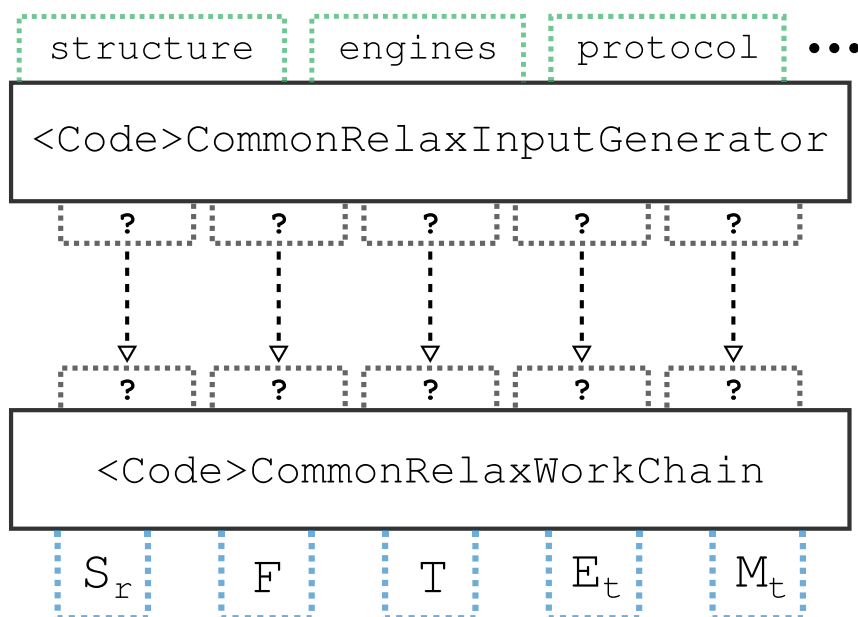 structure engines protocol •••
<Code>CommonRelaxInputGenerator
? ? ? ? ?
? ? ? ? ?
<Code>CommonRelaxWorkChain
Sr F T Et Mt